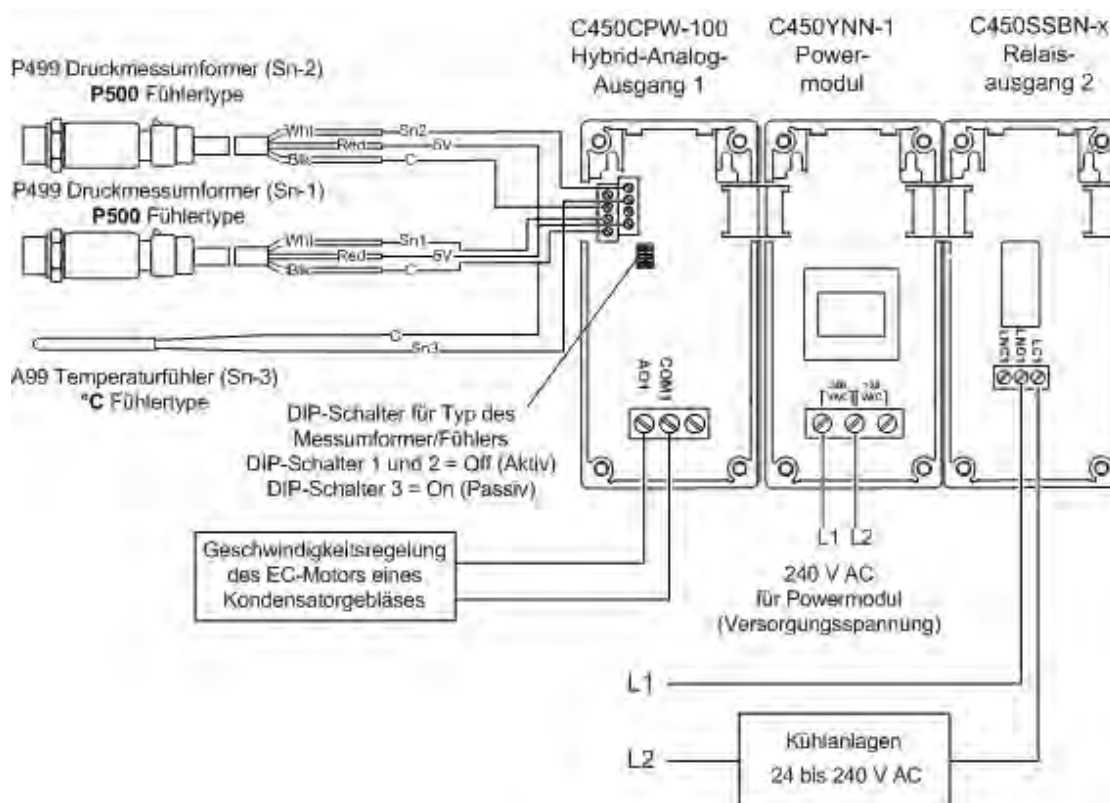 C450CPW-100
Hybrid-Analog-
Ausgang 1
C450YNN-1
Power-
modul
C450SSBN-x
Relais-
ausgang 2
P499 Druckmessumformer (Sn-2)
P500 Fühlertype
Wht
Sn2
Red
5V
Blk
C
P499 Druckmessumformer (Sn-1)
P500 Fühlertype
Wht
Sn1
Red
5V
Blk
C
C
Sn3
A99 Temperaturfühler (Sn-3)
°C Fühlertype
DIP-Schalter für Typ des
Messumformer/Fühlers
DIP-Schalter 1 und 2 = Off (Aktiv)
DIP-Schalter 3 = On (Passiv)
AO1
COM1
LNC1
LNO1
LC1
L1 L2
240 V AC
für Powermodul
(Versorgungsspannung)
Geschwindigkeitsregelung
des EC-Motors eines
Kondensatorgebläses
L1
L2
Kühlanlagen
24 bis 240 V AC